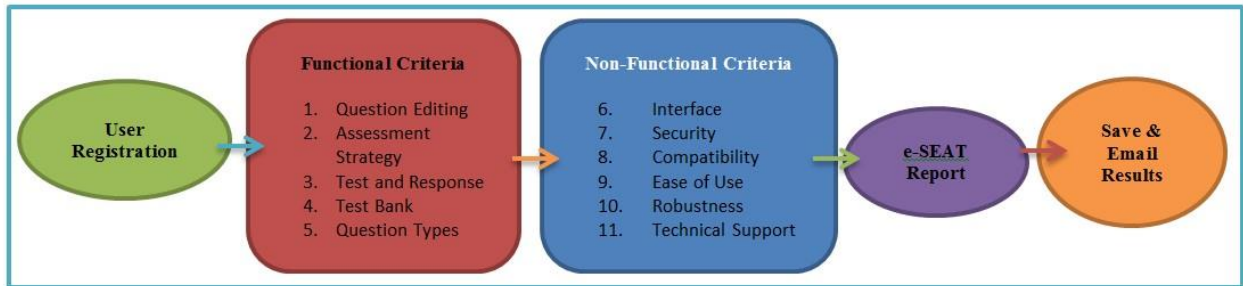 User
Registration
Functional Criteria
1. Question Editing
2. Assessment
Strategy
3. Test and Response
4. Test Bank
5. Question Types
Non-Functional Criteria
6. Interface
7. Security
8. Compatibility
9. Ease of Use
10. Robustness
11. Technical Support
e-SEAT
Report
Save &
Email
Results